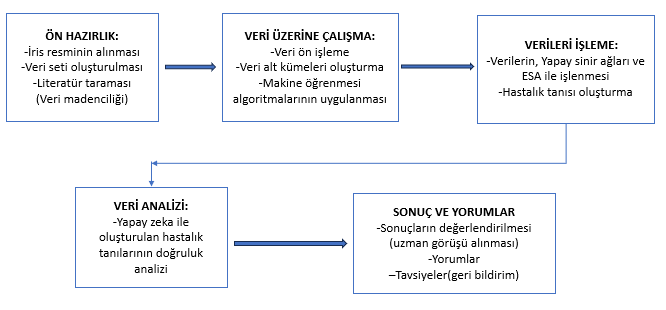 ÖN HAZIRLIK:
-İris resminin alınması
-Veri seti oluşturulması
-Literatür taraması
(Veri madenciliği)
VERİ ÜZERİNE ÇALIŞMA:
-Veri ön işleme
-Veri alt kümeleri oluşturma
-Makine öğrenmesi
algoritmalarının uygulanması
VERİLERİ İŞLEME:
-Verilerin, Yapay sinir ağları ve
ESA ile işlenmesi
-Hastalık tanısı oluşturma
VERİ ANALİZİ:
-Yapay zeka ile
oluşturulan hastalık
tanılarının doğruluk
analizi
SONUÇ VE YORUMLAR
-Sonuçların değerlendirilmesi
(uzman görüşü alınması)
-Yorumlar
–Tavsiyeler(geri bildirim)